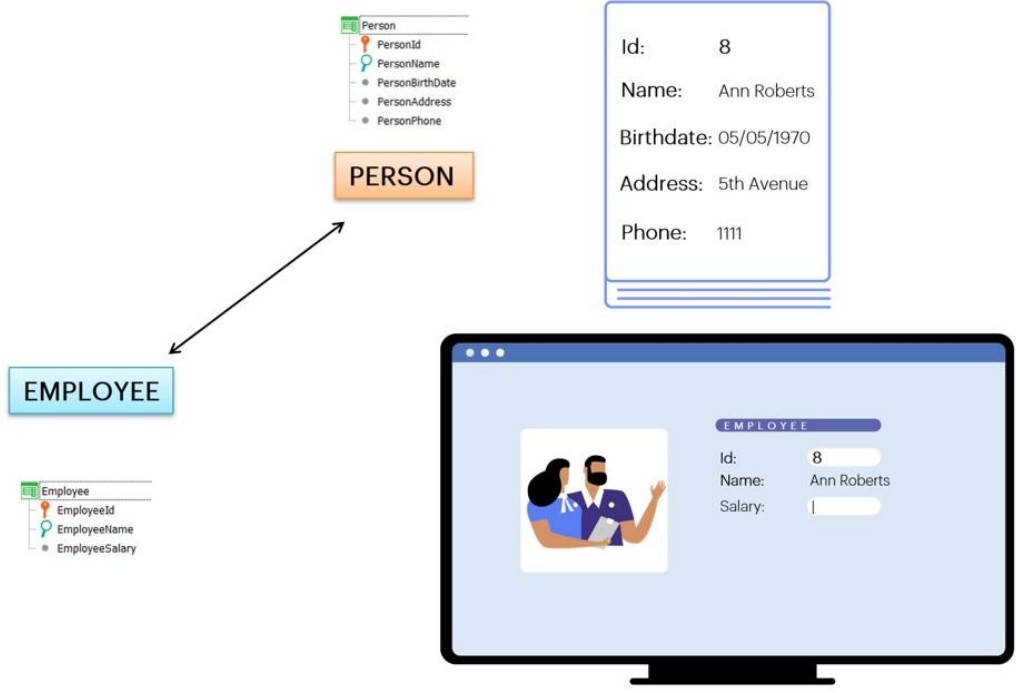 Person
PersonId
PersonName
PersonBirthDate
PersonAddress
PersonPhone
PERSON
Id: 8
Name: Ann Roberts
Birthdate: 05/05/1970
Address: 5th Avenue
Phone: 1111
EMPLOYEE
Employee
EmployeeId
EmployeeName
EmployeeSalary
EMPLOYEE
Id: 8
Name: Ann Roberts
Salary: